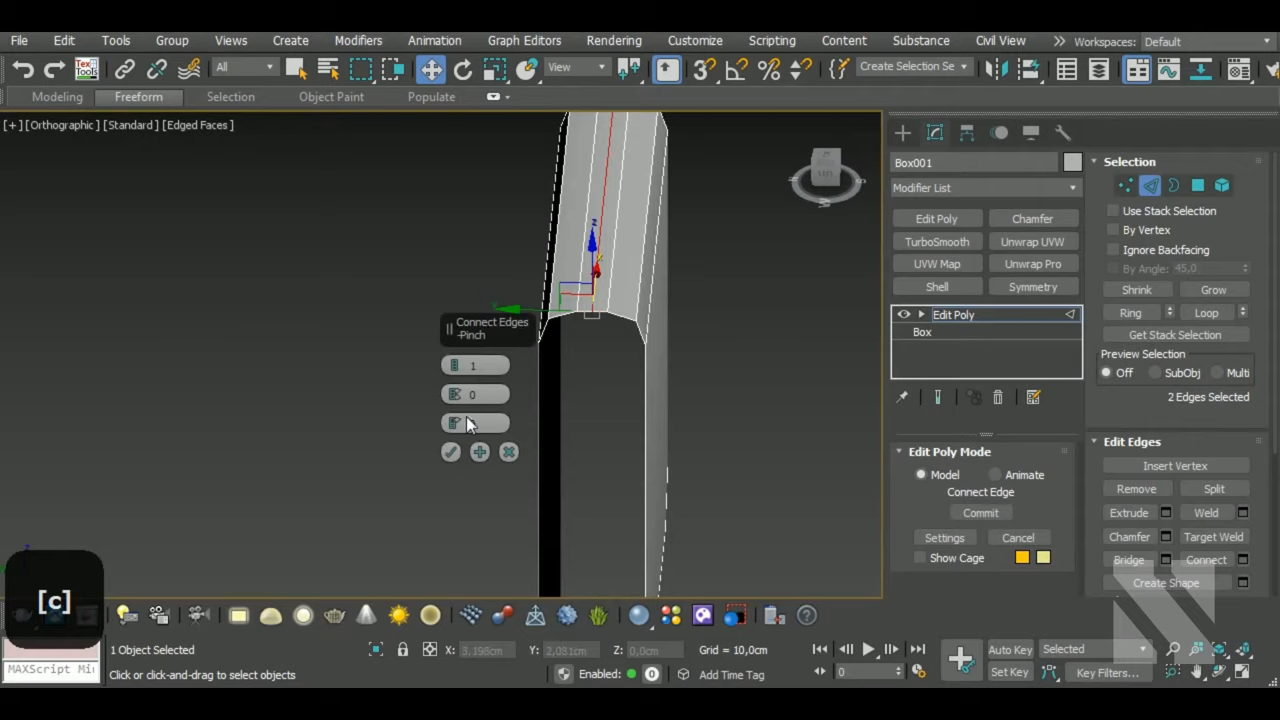 File Edit Tools Group Views Create Modifiers Animation Graph Editors Rendering Customize Scripting Content Substance Civil View Workspaces: Default
Tex Tools All View Create Selection Se
Modeling Freeform Selection Object Paint Populate
[+] [Orthographic] [Standard] [Edged Faces]
Connect Edges
-Pinch
1
0
[c]
Box001
Modifier List
Edit Poly Chamfer
TurboSmooth Unwrap UVW
UVW Map Unwrap Pro
Shell Symmetry
Edit Poly
Box
Edit Poly Mode
Model Animate
Connect Edge
Commit
Settings Cancel
Show Cage
Selection
Use Stack Selection
By Vertex
Ignore Backfacing
By Angle: 45,0
Shrink Grow
Ring Loop
Get Stack Selection
Preview Selection
Off SubObj Multi
2 Edges Selected
Edit Edges
Insert Vertex
Remove Split
Extrude Weld
Chamfer Target Weld
Bridge Connect
Create Shape
1 Object Selected X: 3,198cm Y: 2,031cm Z: 0,0cm Grid = 10,0cm Auto Key Selected
MAXScript Mi Click or click-and-drag to select objects Enabled: 0 Add Time Tag 0 Set Key Key Filters...